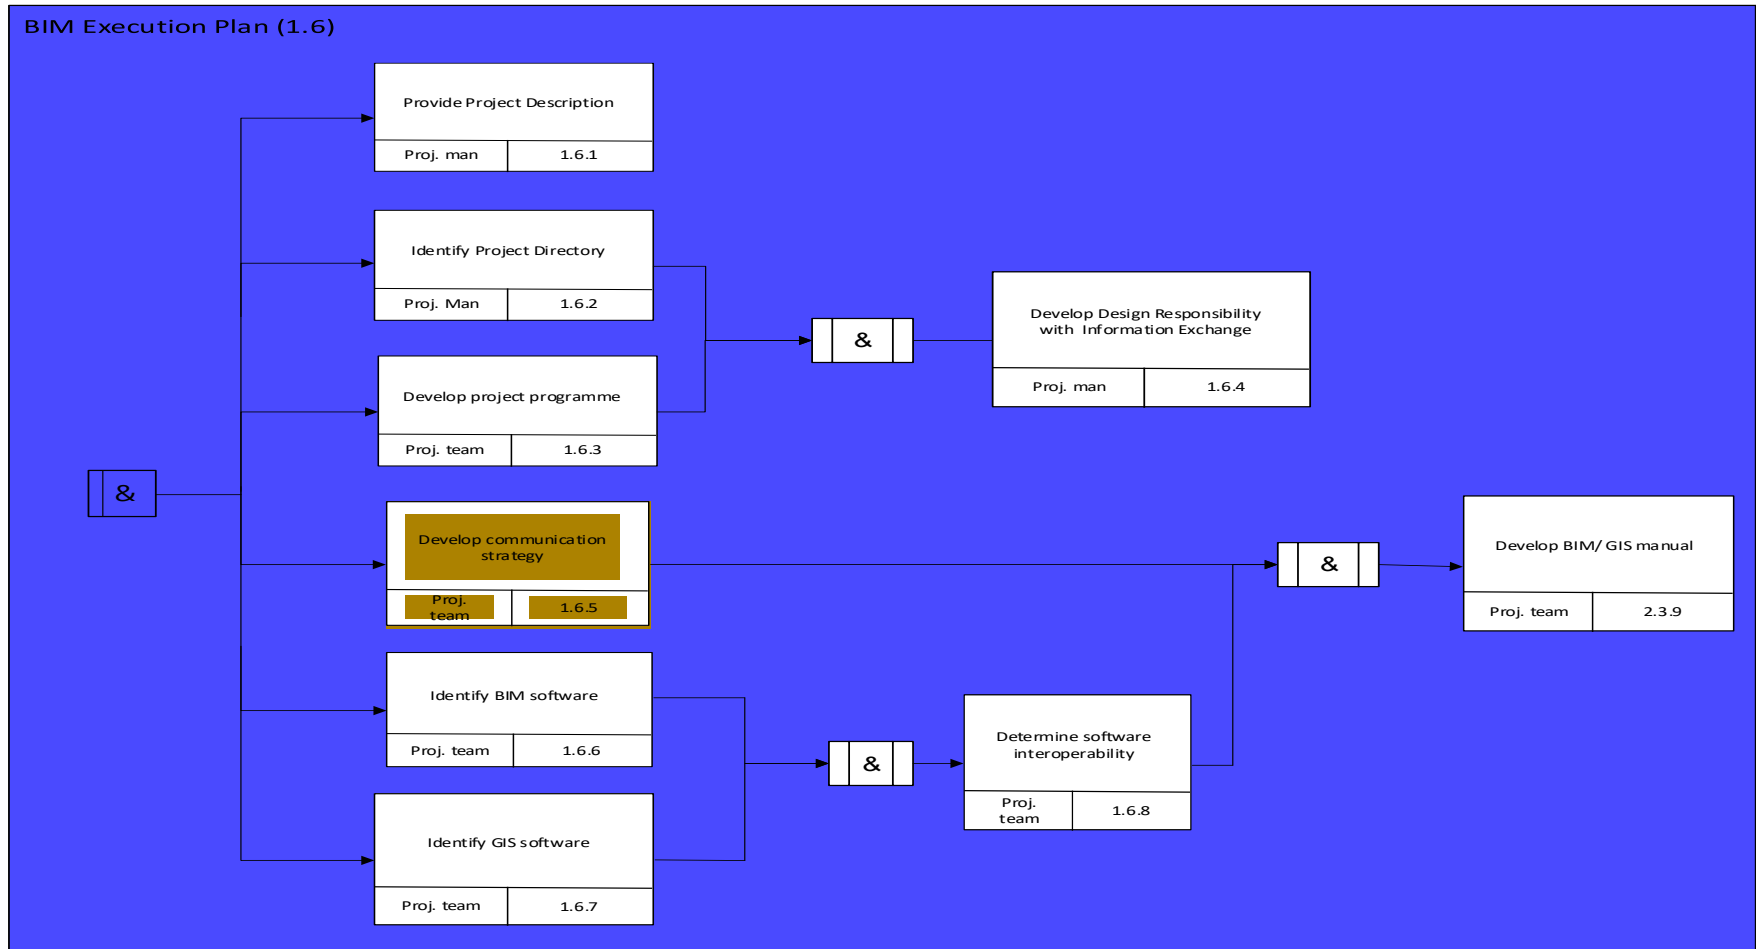 BIM Execution Plan (1.6)
Provide Project Description
Proj. man
1.6.1
Identify Project Directory
Proj. Man
1.6.2
Develop project programme
Proj. team
1.6.3
&
Develop Design Responsibility
with Information Exchange
Proj. man
1.6.4
&
Develop communication
strategy
Proj.
team
1.6.5
&
Develop BIM/ GIS manual
Proj. team
2.3.9
Identify BIM software
Proj. team
1.6.6
Identify GIS software
Proj. team
1.6.7
&
Determine software
interoperability
Proj.
team
1.6.8